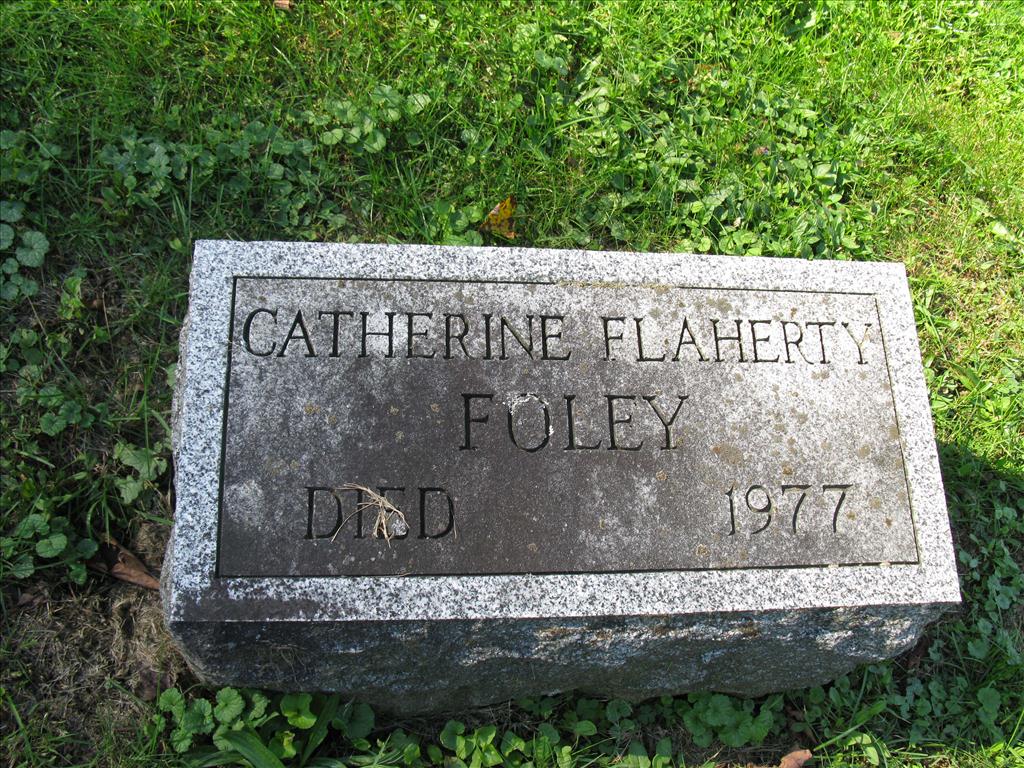 CATHERINE FLAHERTY
FOLEY
DIED 1977